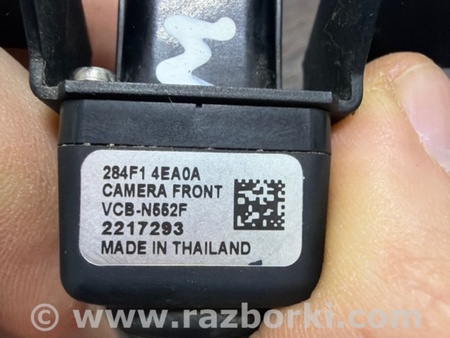 284F1 4EA0A
CAMERA FRONT
VCB-N552F
2217293
MADE IN THAILAND
© www.razborki.com